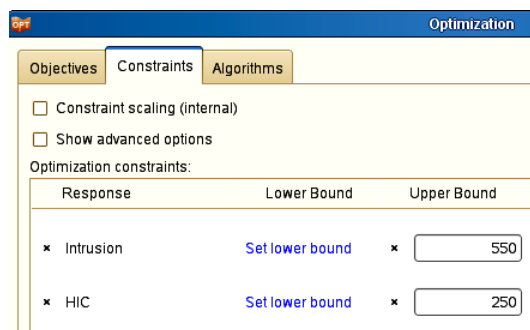 OPT Optimization
Objectives Constraints Algorithms
Constraint scaling (internal)
Show advanced options
Optimization constraints:
Response Lower Bound Upper Bound
× Intrusion Set lower bound × 550
× HIC Set lower bound × 250